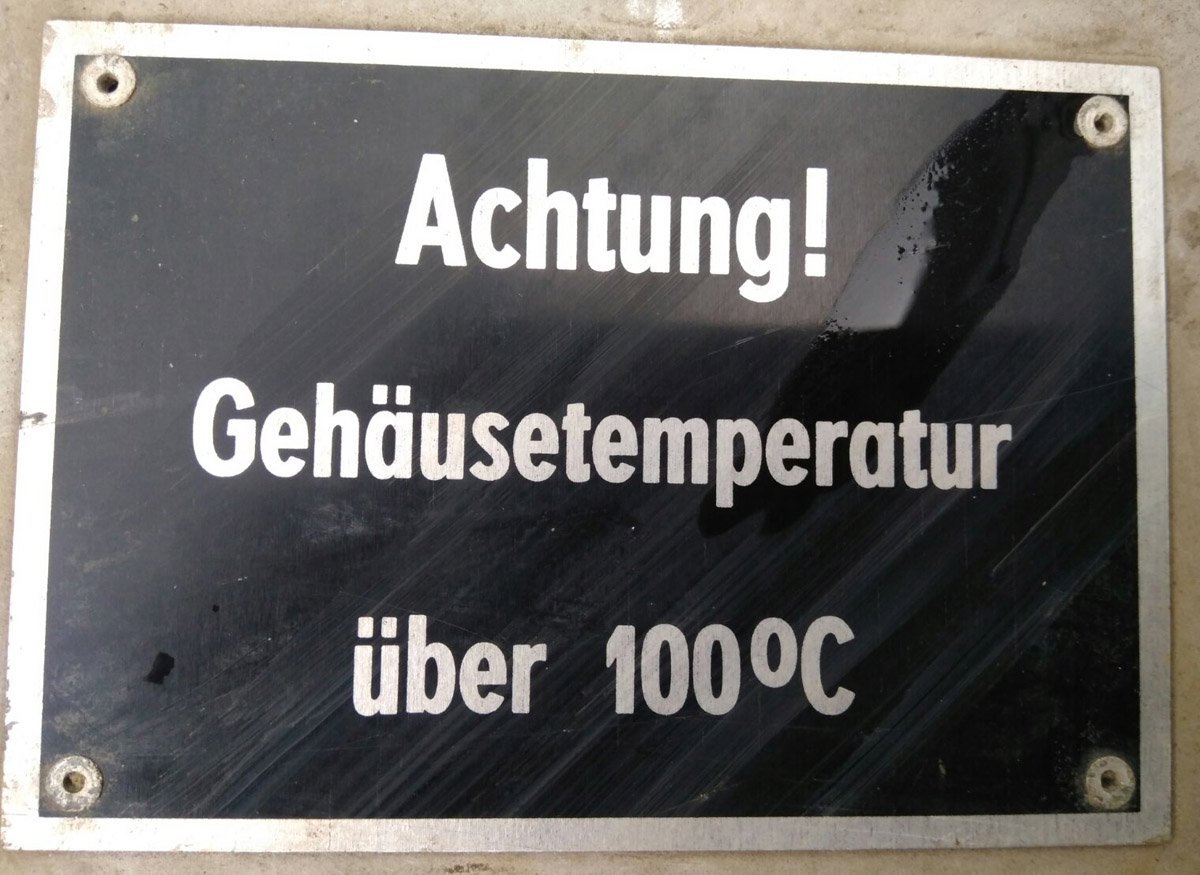 Achtung!
Gehäusetemperatur
über 100°C